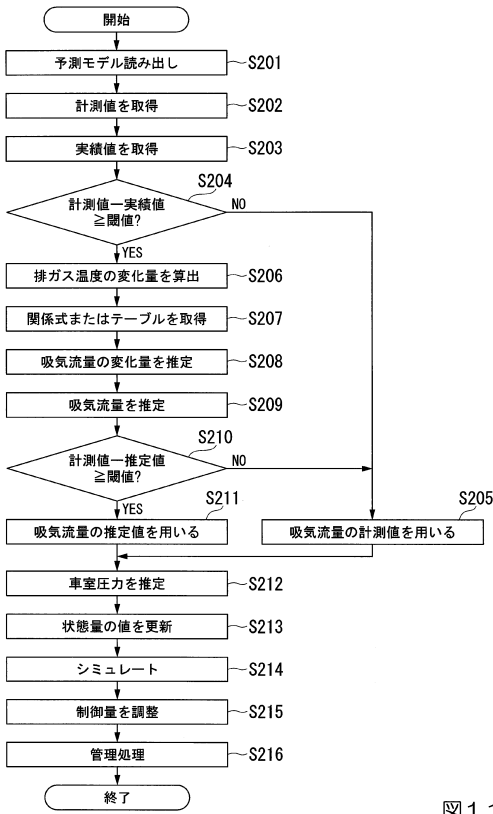 開始
予測モデル読み出し
S201
計測値を取得
S202
実績値を取得
S203
S204
計測値ー実績値
≧閾値?
NO
YES
排ガス温度の変化量を算出
S206
関係式またはテーブルを取得
S207
吸気流量の変化量を推定
S208
吸気流量を推定
S209
S210
計測値ー推定値
≧閾値?
NO
YES
S211
吸気流量の推定値を用いる
S205
吸気流量の計測値を用いる
車室圧力を推定
S212
状態量の値を更新
S213
シミュレート
S214
制御量を調整
S215
管理処理
S216
終了
図11